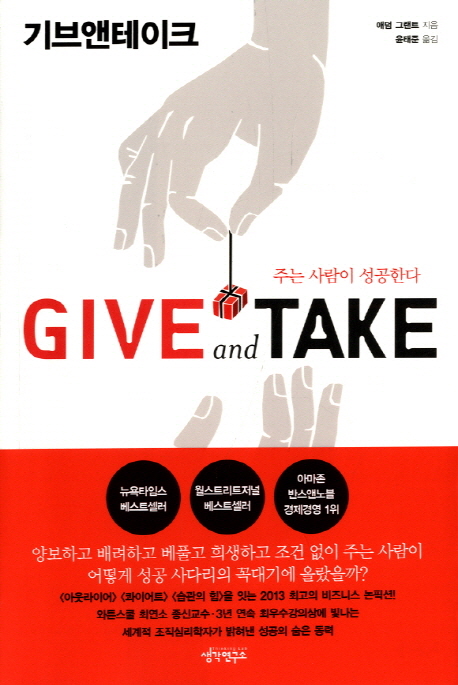 기브앤테이크
애덤 그랜트 지음
윤태준 옮김
주는 사람이 성공한다
GIVE and TAKE
뉴욕타임스
베스트셀러
월스트리트저널
베스트셀러
아마존
반스앤노블
경제경영 1위
양보하고 배려하고 베풀고 희생하고 조건 없이 주는 사람이
어떻게 성공 사다리의 꼭대기에 올랐을까?
〈아웃라이어〉 〈콰이어트〉 〈습관의 힘〉을 잇는 2013 최고의 비즈니스 논픽션!
와튼스쿨 최연소 종신교수·3년 연속 최우수강의상에 빛나는
세계적 조직심리학자가 밝혀낸 성공의 숨은 동력
생각연구소